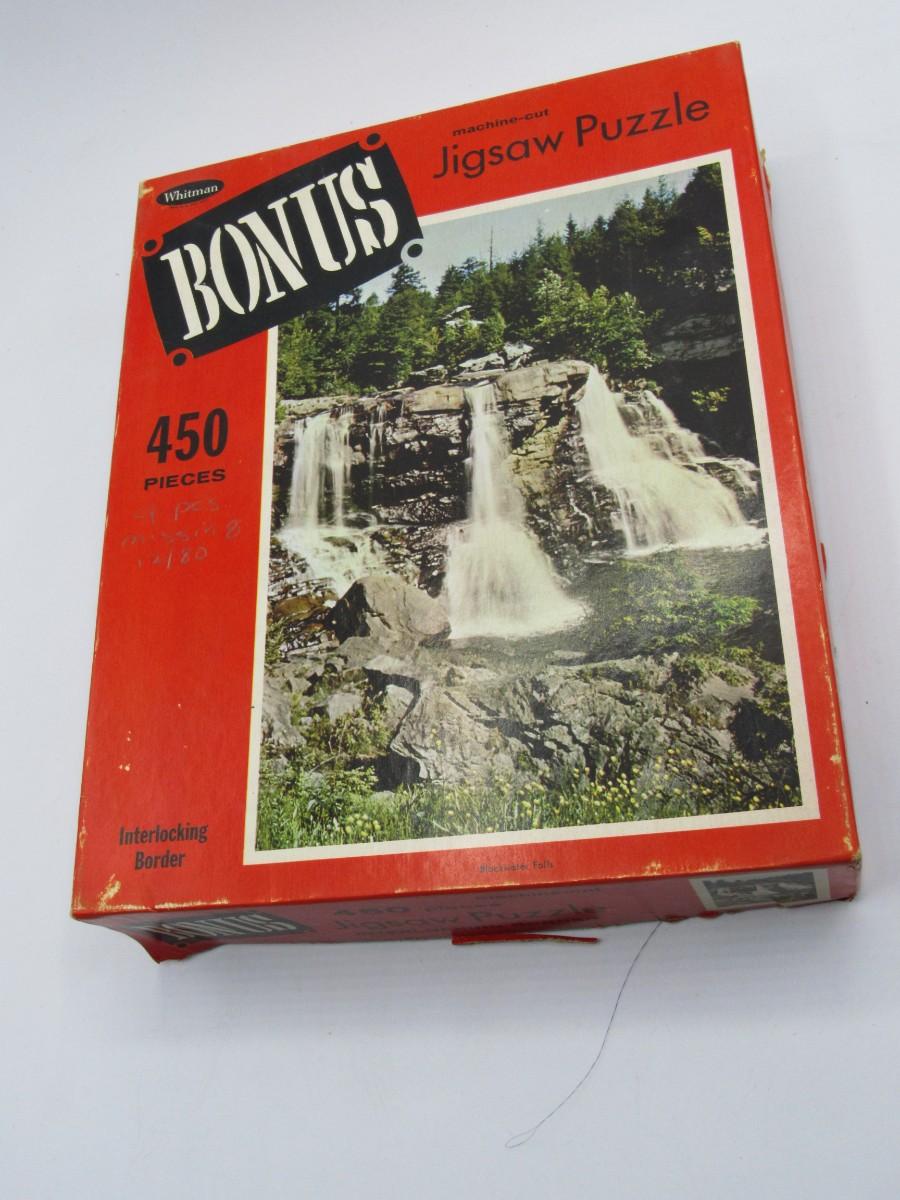 Whitman
BONUS
machine-cut
Jigsaw Puzzle
450
PIECES
pcs
missing
12/80
Interlocking
Border
Blackwater Falls
BONUS
450
Jigsaw Puzzle